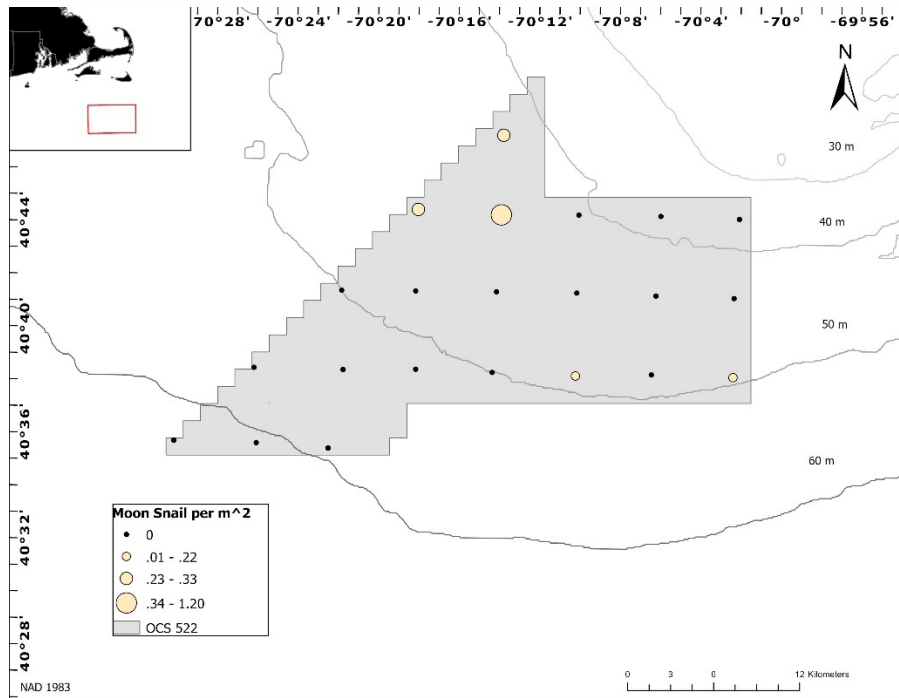 70°28' 70°24' 70°20' 70°16' 70°12' -70°8' -70°4' -70° -69°56'
N
30 m
40 m
50 m
60 m
40°44'
40°40'
40°36'
40°32'
40°28'
Moon Snail per m^2
0
.01 - .22
.23 - .33
.34 - 1.20
OCS 522
NAD 1983
0 3 6 12 Kilometers